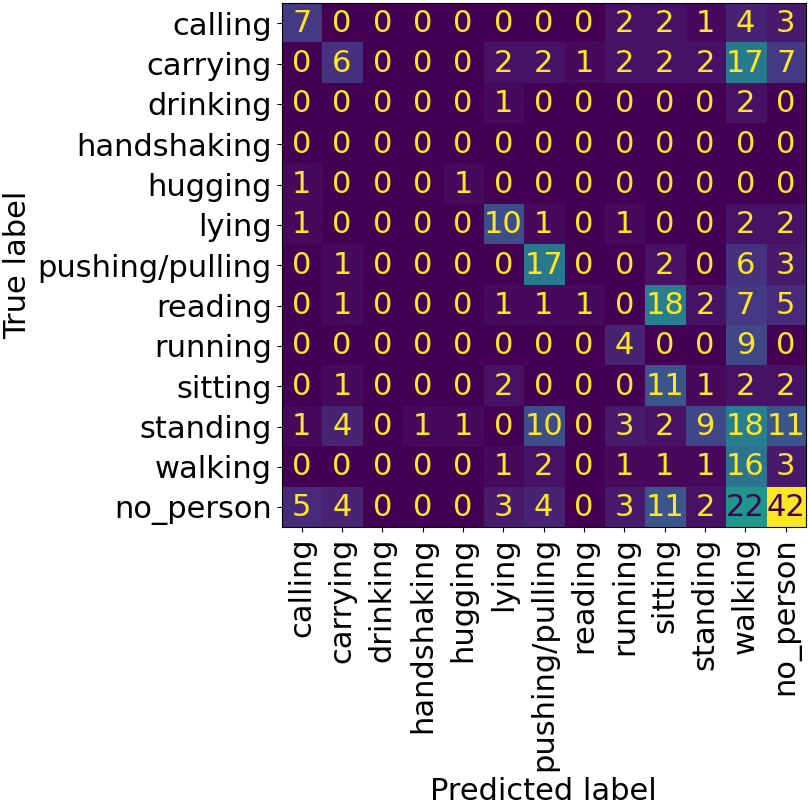 calling 7 0 0 0 0 0 0 0 2 2 1 4 3
carrying 0 6 0 0 0 2 2 1 2 2 2 17 7
drinking 0 0 0 0 0 1 0 0 0 0 0 2 0
handshaking 0 0 0 0 0 0 0 0 0 0 0 0 0
hugging 1 0 0 0 1 0 0 0 0 0 0 0 0
lying 1 0 0 0 0 10 1 0 1 0 0 2 2
pushing/pulling 0 1 0 0 0 0 17 0 0 2 0 6 3
reading 0 1 0 0 0 1 1 1 0 18 2 7 5
running 0 0 0 0 0 0 0 0 4 0 0 9 0
sitting 0 1 0 0 0 2 0 0 0 11 1 2 2
standing 1 4 0 1 1 0 10 0 3 2 9 18 11
walking 0 0 0 0 0 1 2 0 1 1 1 16 3
no_person 5 4 0 0 0 3 4 0 3 11 2 22 42
True label
calling
carrying
drinking
handshaking
hugging
lying
pushing/pulling
reading
running
sitting
standing
walking
no_person
Predicted label